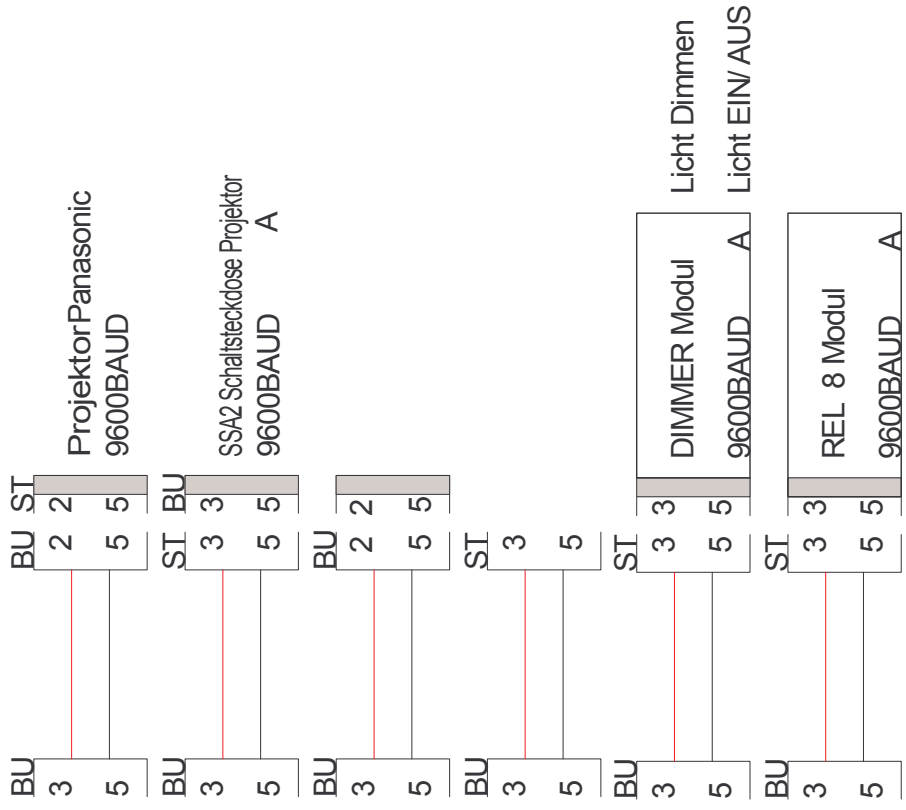 BU BU ST
3 2 2 ProjektorPanasonic
5 5 5 9600BAUD
BU ST BU
3 3 3 SSA2 Schaltsteckdose Projektor
5 5 5 9600BAUD A
BU BU
3 2 2
5 5 5
BU ST
3 3
5 5
BU ST
3 3 3 DIMMER Modul Licht Dimmen
5 5 5 9600BAUD A Licht EIN/ AUS
BU ST
3 3 3 REL 8 Modul
5 5 5 9600BAUD A